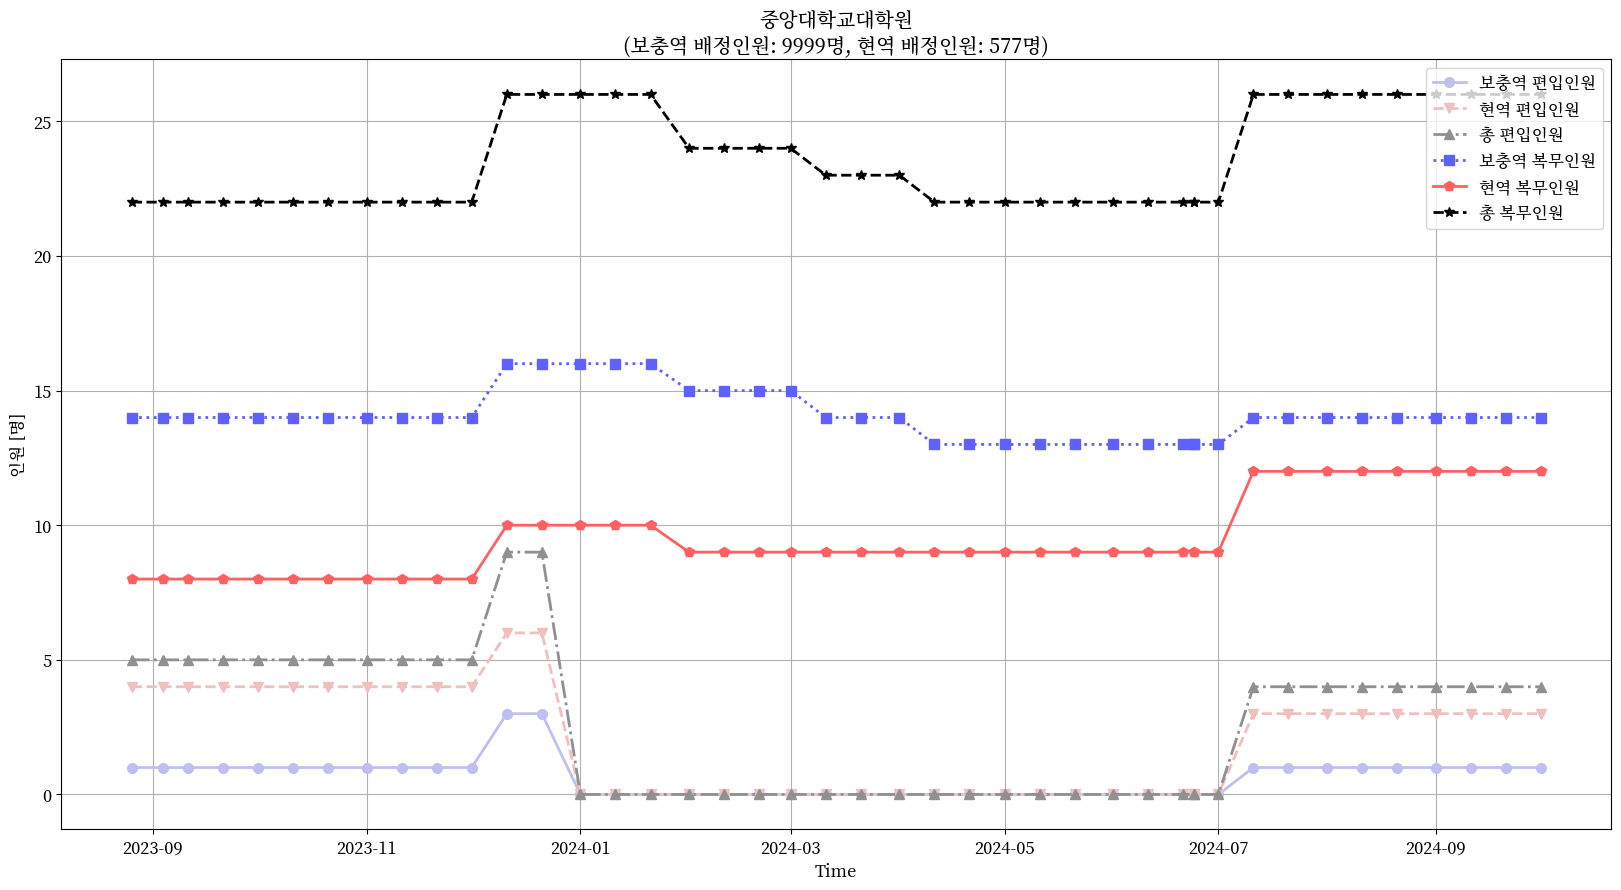 중앙대학교대학원
(보충역 배정인원: 9999명, 현역 배정인원: 577명)
보충역 편입인원
현역 편입인원
총 편입인원
보충역 복무인원
현역 복무인원
총 복무인원
인원 [명]
25
20
15
10
5
0
2023-09
2023-11
2024-01
2024-03
2024-05
2024-07
2024-09
Time